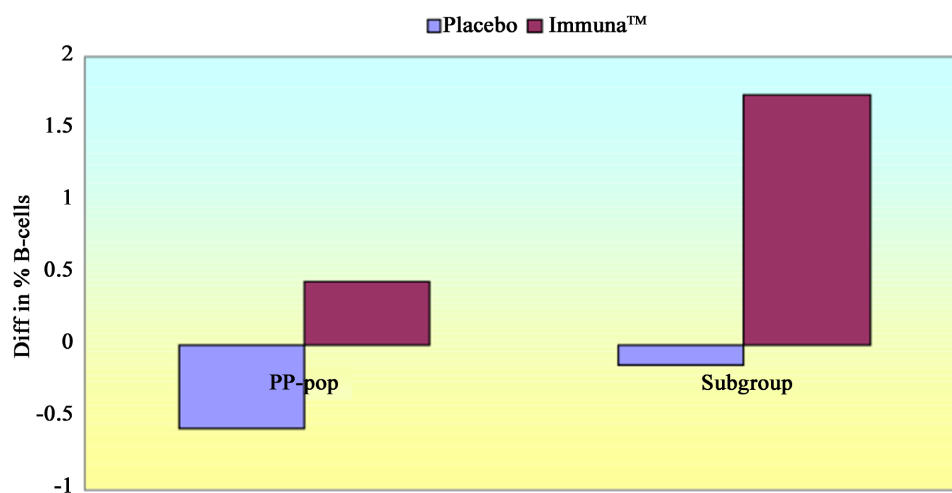 Placebo Immuna™
2
1.5
1
0.5
0
-0.5
-1
Diff in % B-cells
PP-pop
Subgroup